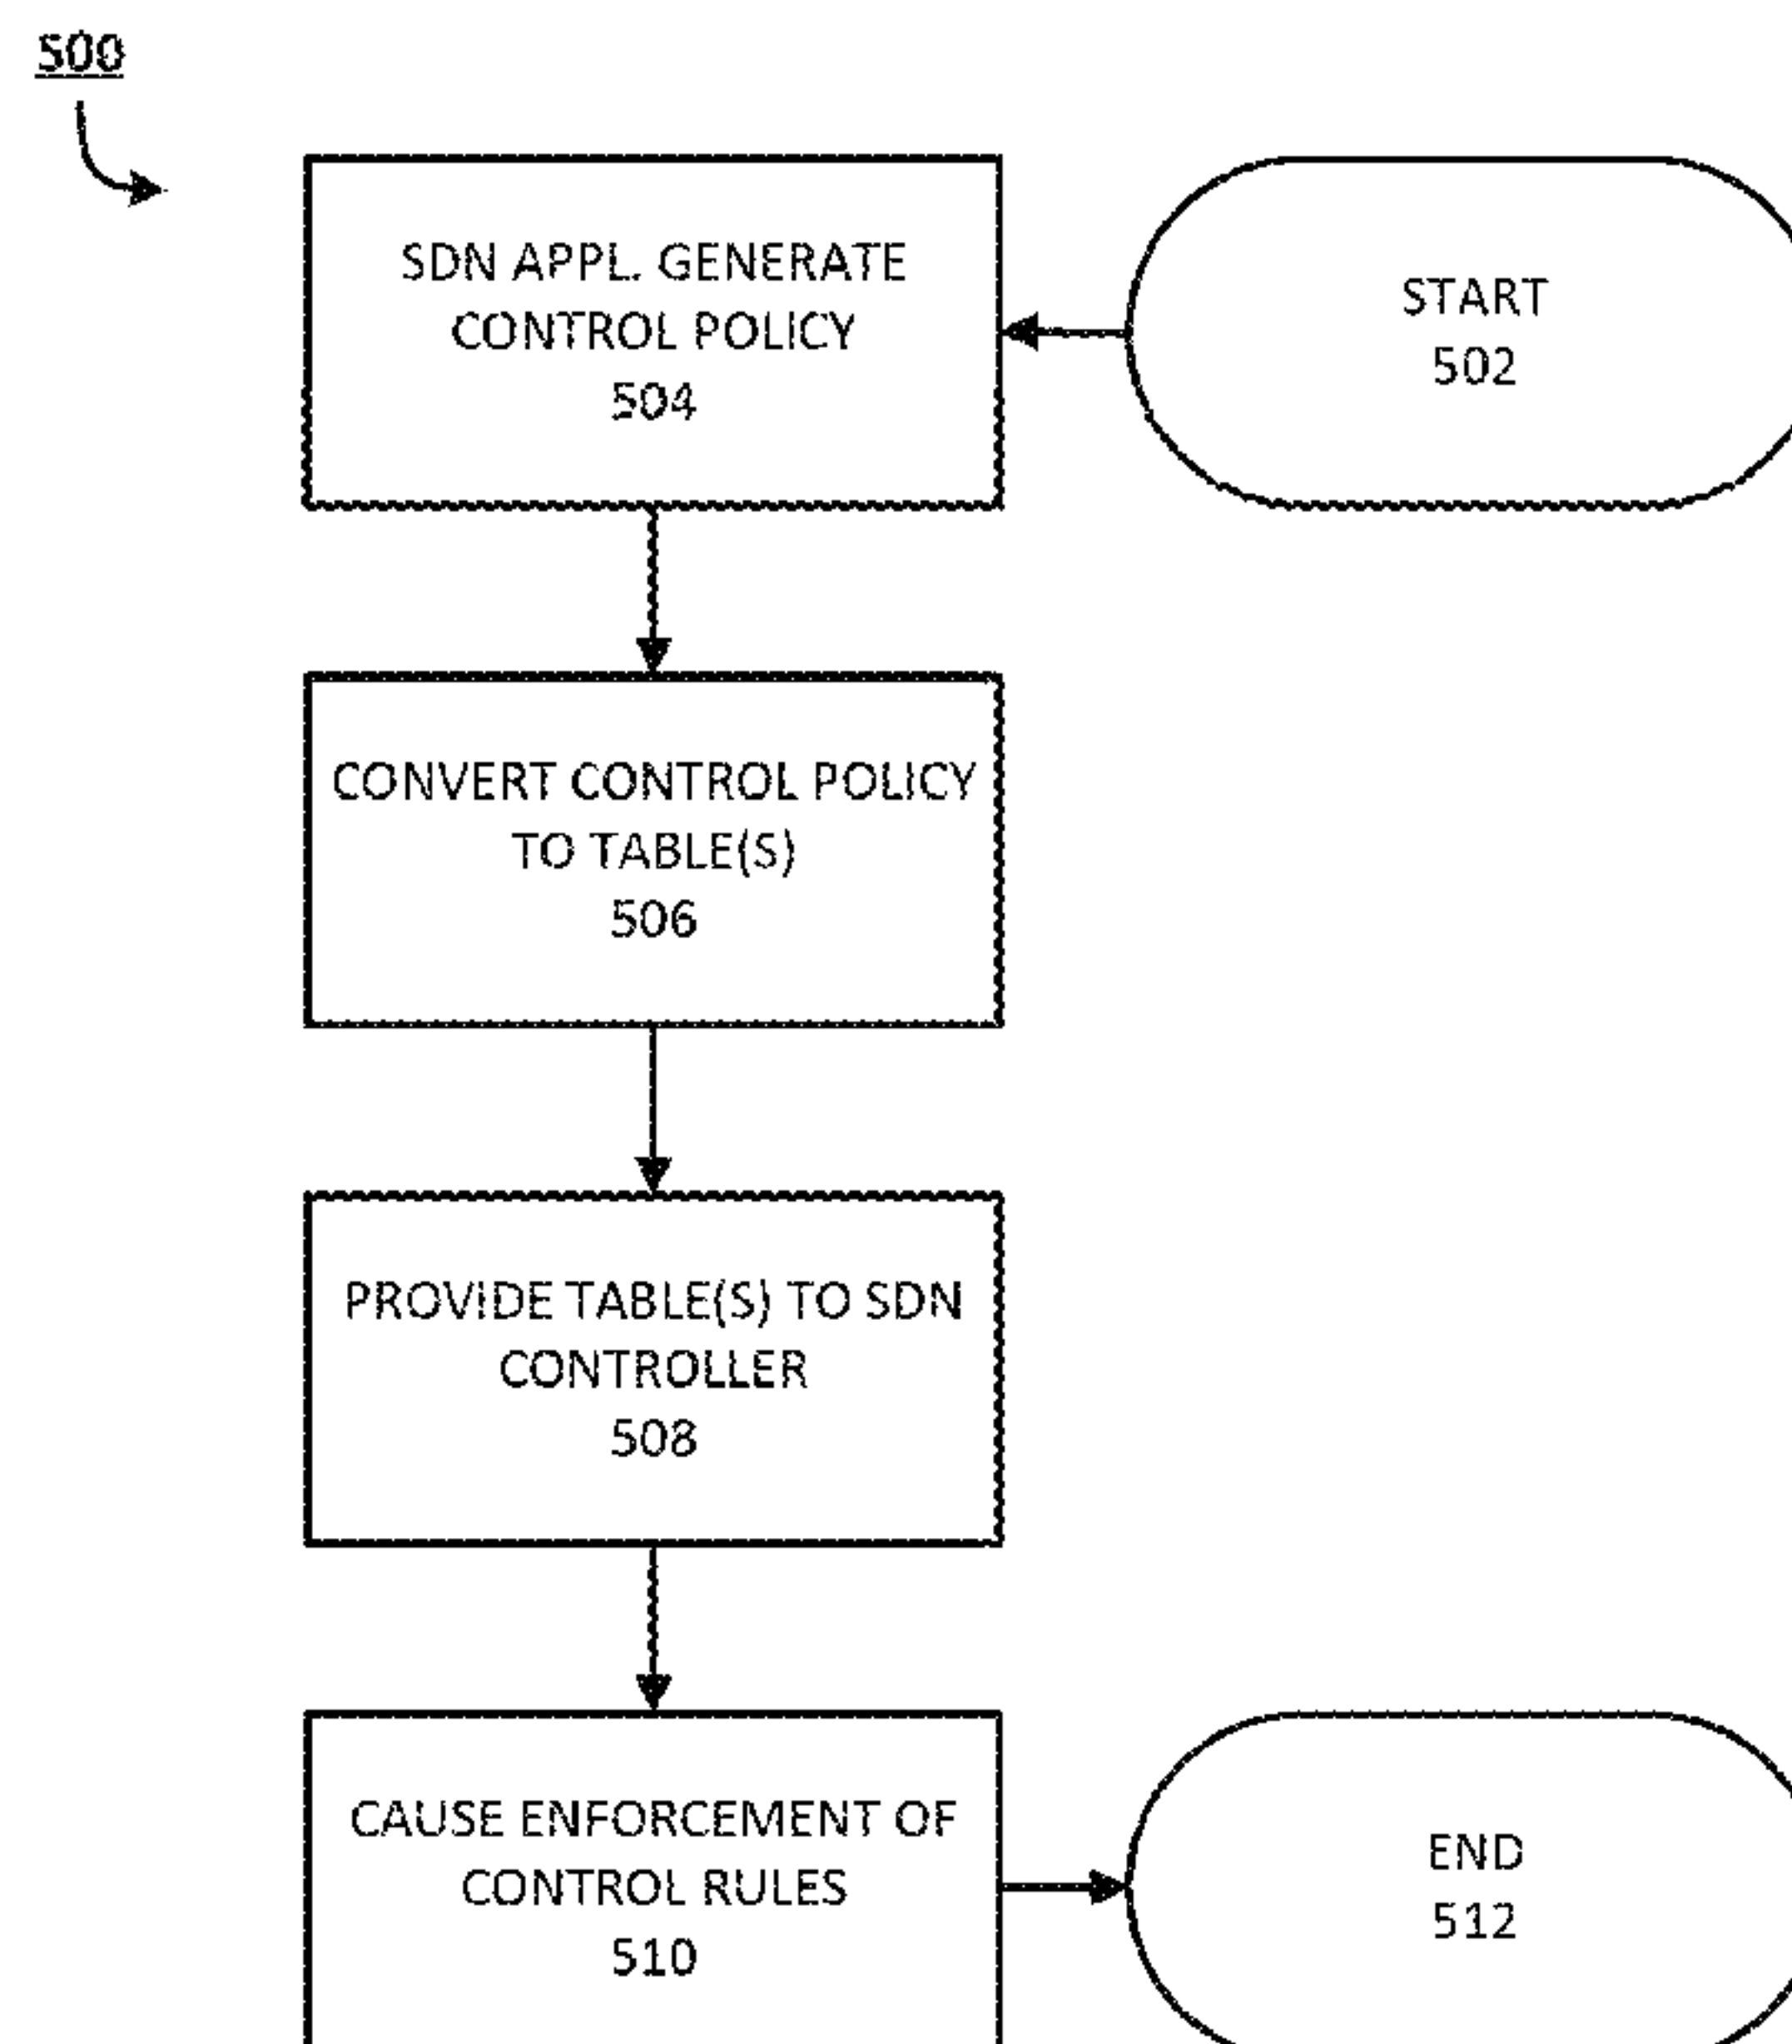 500
START
502
SDN APPL. GENERATE
CONTROL POLICY
504
CONVERT CONTROL POLICY
TO TABLE(S)
506
PROVIDE TABLE(S) TO SDN
CONTROLLER
508
CAUSE ENFORCEMENT OF
CONTROL RULES
510
END
512